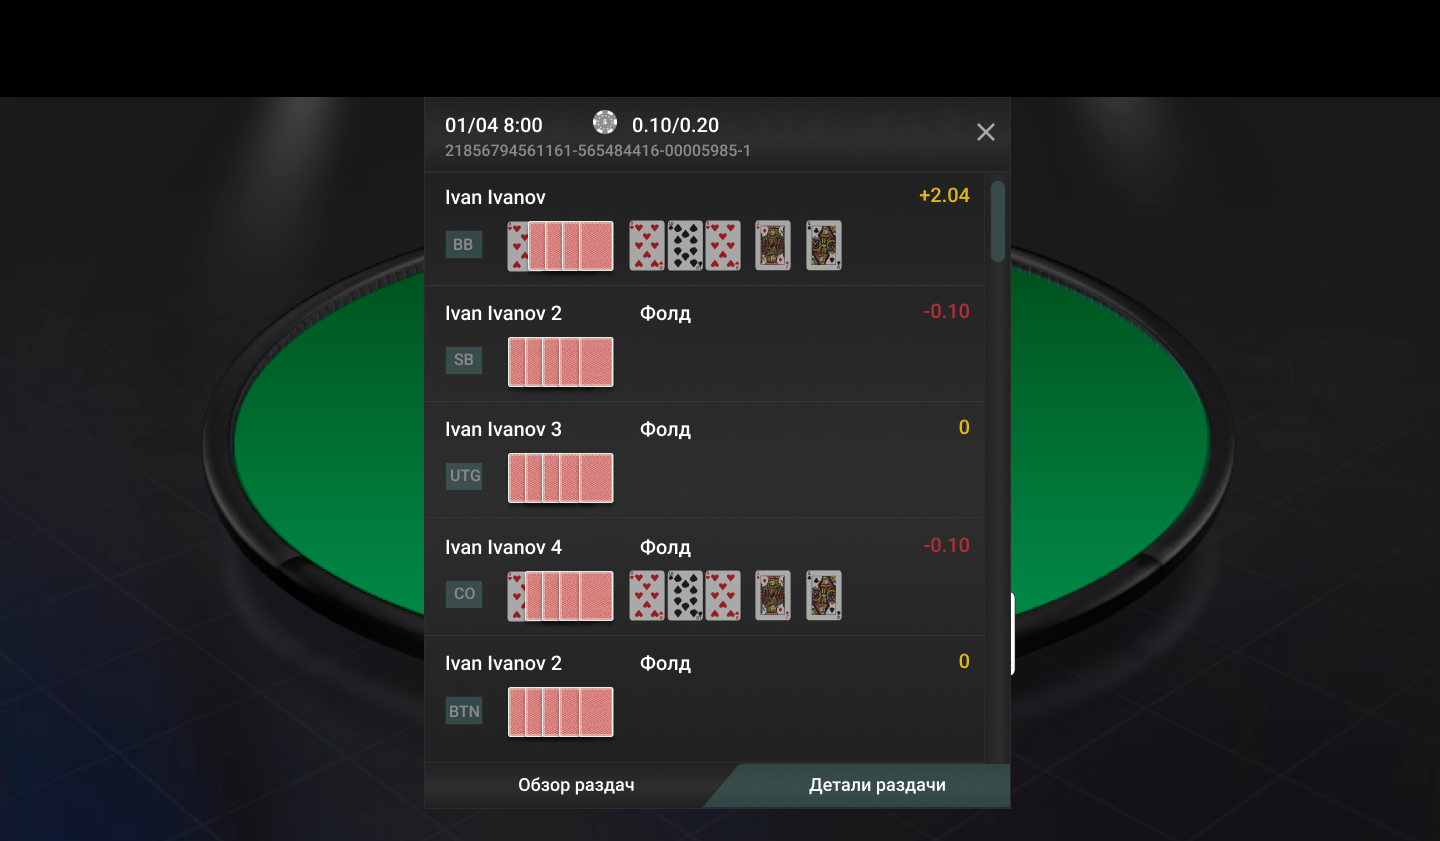 01/04 8:00 0.10/0.20
21856794561161-565484416-00005985-1
Ivan Ivanov +2.04
BB
Ivan Ivanov 2 Фолд -0.10
SB
Ivan Ivanov 3 Фолд 0
UTG
Ivan Ivanov 4 Фолд -0.10
CO
Ivan Ivanov 2 Фолд 0
BTN
Обзор раздач Детали раздачи